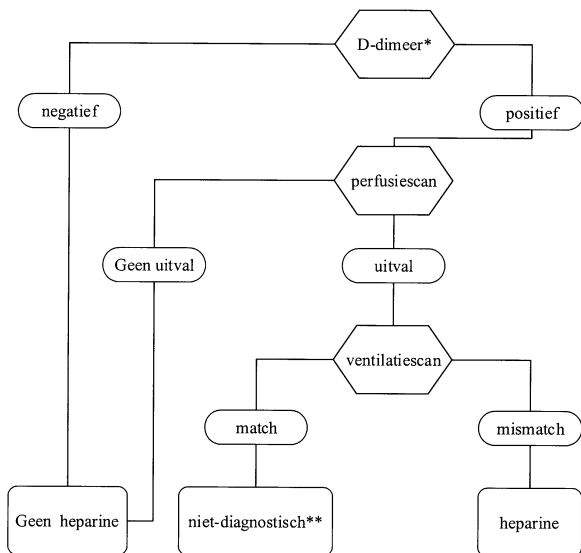 D-dimeer*
negatief
positief
perfusiescan
Geen uitval
uitval
ventilatiescan
match
mismatch
Geen heparine
niet-diagnostisch**
heparine